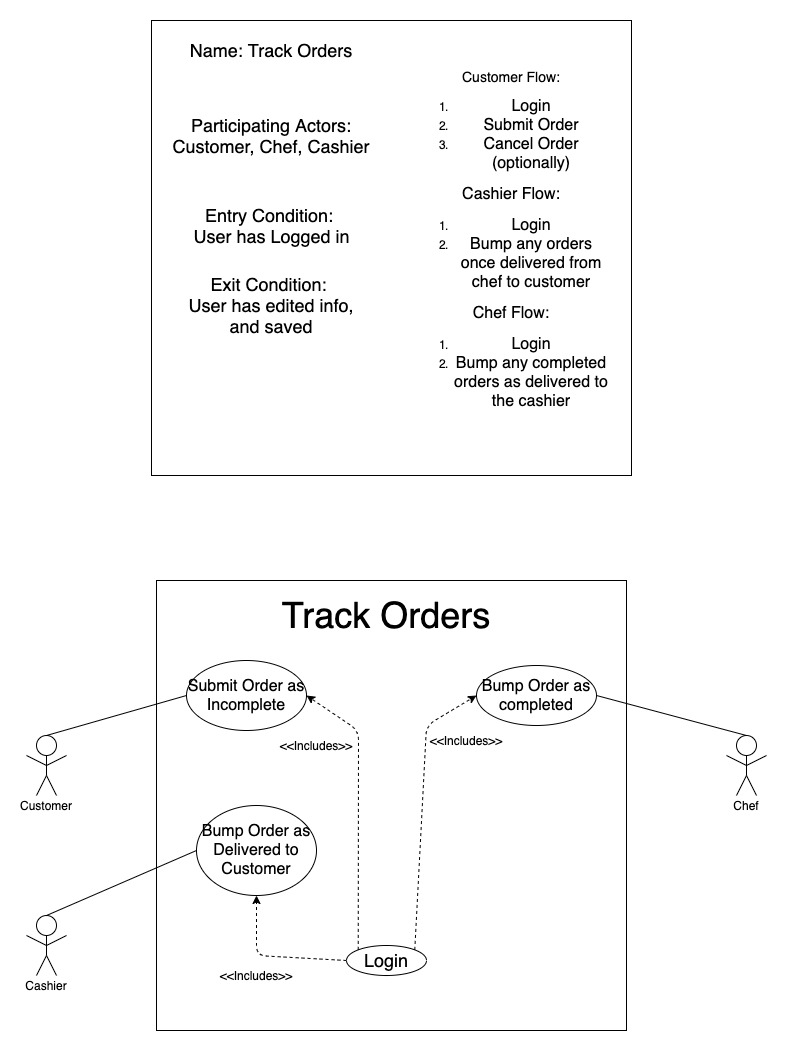 Name: Track Orders
Participating Actors:
Customer, Chef, Cashier
Entry Condition:
User has Logged in
Exit Condition:
User has edited info,
and saved
Customer Flow:
1. Login
2. Submit Order
3. Cancel Order
(optionally)
Cashier Flow:
1. Login
2. Bump any orders
once delivered from
chef to customer
Chef Flow:
1. Login
2. Bump any completed
orders as delivered to
the cashier
Track Orders
Submit Order as
Incomplete
Bump Order as
completed
<<Includes>>
<<Includes>>
Customer
Chef
Bump Order as
Delivered to
Customer
Login
<<Includes>>
Cashier